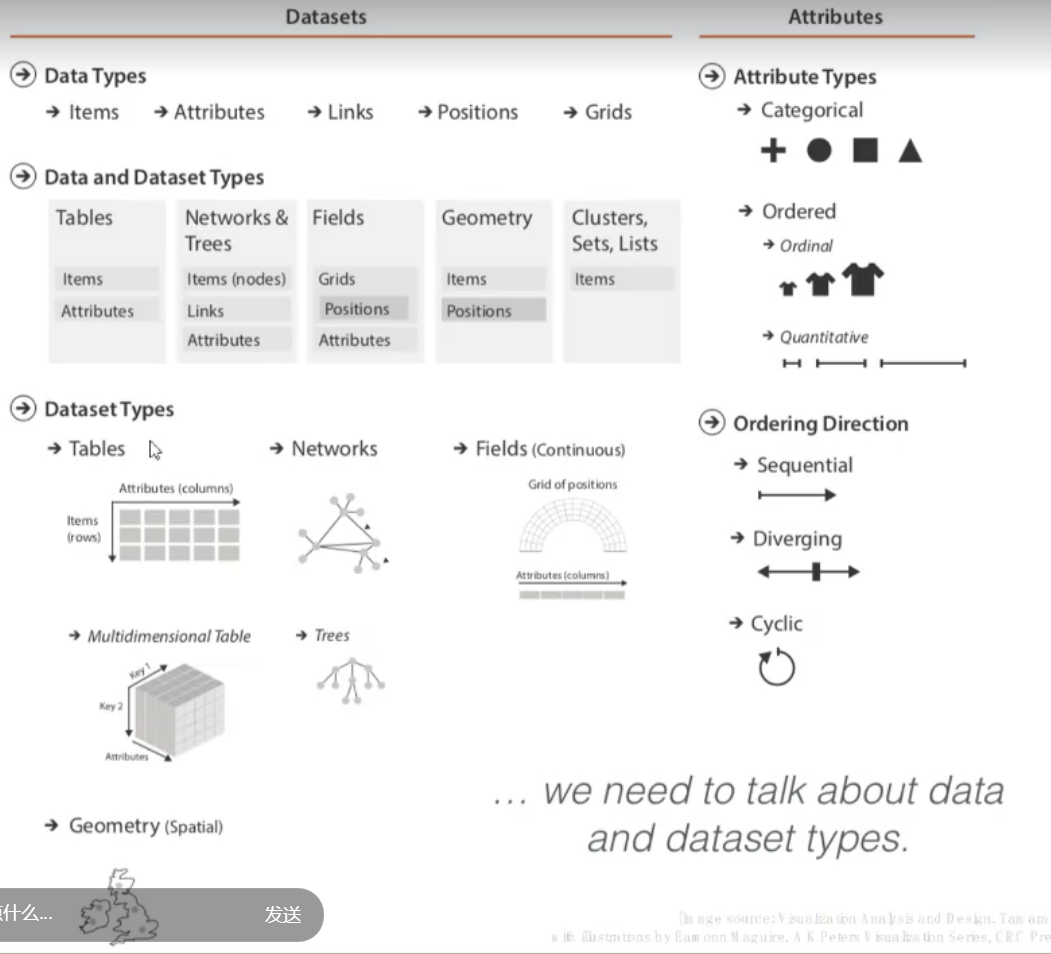 Datasets
Attributes
Data Types
Items
Attributes
Links
Positions
Grids
Data and Dataset Types
Tables
Items
Attributes
Networks &
Trees
Items (nodes)
Links
Attributes
Fields
Grids
Positions
Attributes
Geometry
Items
Positions
Clusters,
Sets, Lists
Items
Dataset Types
Tables
Attributes (columns)
Items
(rows)
Networks
Fields (Continuous)
Grid of positions
Attributes (columns)
Multidimensional Table
Key 1
Key 2
Attributes
Trees
Geometry (Spatial)
Attribute Types
Categorical
Ordered
Ordinal
Quantitative
Ordering Direction
Sequential
Diverging
Cyclic
... we need to talk about data
and dataset types.
什么...
发送
[Image source: Visualization Analysis and Design. Tam
with illustrations by Eamonn Maguire. A K Peters Visualization Series, CRC Pre